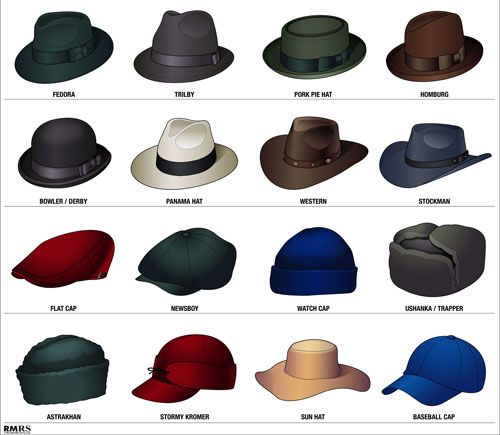 FEDORA
TRILBY
PORK PIE HAT
HOMBURG
BOWLER / DERBY
PANAMA HAT
WESTERN
STOCKMAN
FLAT CAP
NEWSBOY
WATCH CAP
USHANKA / TRAPPER
ASTRAKHAN
STORMY KROMER
SUN HAT
BASEBALL CAP
RMRS